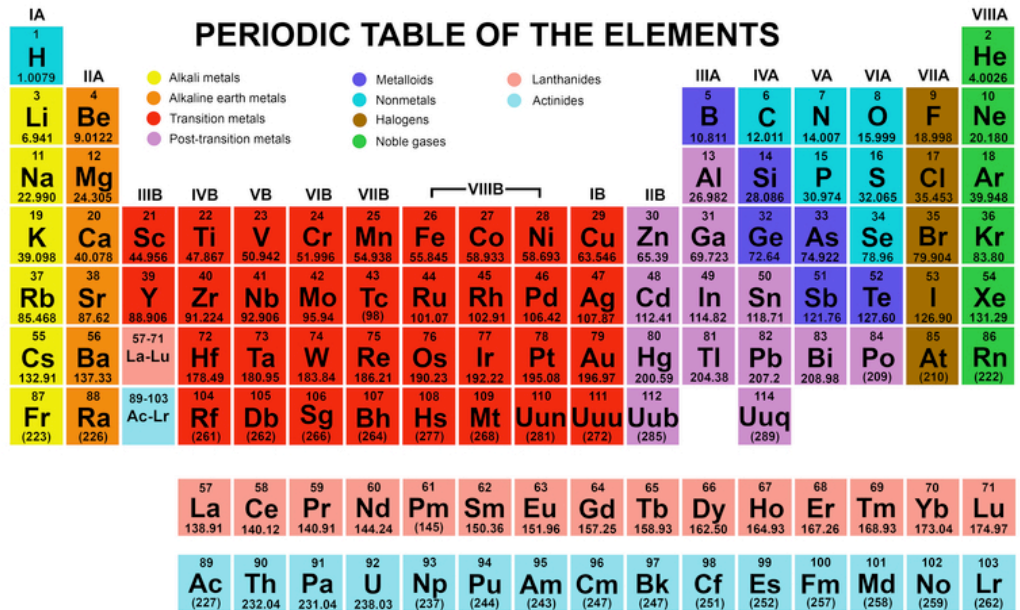 IA
VIIIA
PERIODIC TABLE OF THE ELEMENTS
1
2
H
He
1.0079
4.0026
IIA
IIIA IVA VA VIA VIIA
Alkali metals
Alkaline earth metals
Transition metals
Post-transition metals
Metalloids
Nonmetals
Halogens
Noble gases
Lanthanides
Actinides
3 4 5 6 7 8 9 10
Li Be B C N O F Ne
6.941 9.0122 10.811 12.011 14.007 15.999 18.998 20.180
11 12 13 14 15 16 17 18
Na Mg Al Si P S Cl Ar
22.990 24.305 26.982 28.086 30.974 32.065 35.453 39.948
IIIB IVB VB VIB VIIB VIIIB IB IIB
19 20 21 22 23 24 25 26 27 28 29 30 31 32 33 34 35 36
K Ca Sc Ti V Cr Mn Fe Co Ni Cu Zn Ga Ge As Se Br Kr
39.098 40.078 44.956 47.867 50.942 51.996 54.938 55.845 58.933 58.693 63.546 65.39 69.723 72.64 74.922 78.96 79.904 83.80
37 38 39 40 41 42 43 44 45 46 47 48 49 50 51 52 53 54
Rb Sr Y Zr Nb Mo Tc Ru Rh Pd Ag Cd In Sn Sb Te I Xe
85.468 87.62 88.906 91.224 92.906 95.94 (98) 101.07 102.91 106.42 107.87 112.41 114.82 118.71 121.76 127.60 126.90 131.29
55 56 57-71 72 73 74 75 76 77 78 79 80 81 82 83 84 85 86
Cs Ba La-Lu Hf Ta W Re Os Ir Pt Au Hg Tl Pb Bi Po At Rn
132.91 137.33 178.49 180.95 183.84 186.21 190.23 192.22 195.08 196.97 200.59 204.38 207.2 208.98 (209) (210) (222)
87 88 89-103 104 105 106 107 108 109 110 111 112 114
Fr Ra Ac-Lr Rf Db Sg Bh Hs Mt Uun Uuu Uub Uuq
(223) (226) (261) (262) (266) (264) (277) (268) (281) (272) (285) (289)
57 58 59 60 61 62 63 64 65 66 67 68 69 70 71
La Ce Pr Nd Pm Sm Eu Gd Tb Dy Ho Er Tm Yb Lu
138.91 140.12 140.91 144.24 (145) 150.36 151.96 157.25 158.93 162.50 164.93 167.26 168.93 173.04 174.97
89 90 91 92 93 94 95 96 97 98 99 100 101 102 103
Ac Th Pa U Np Pu Am Cm Bk Cf Es Fm Md No Lr
(227) 232.04 231.04 238.03 (237) (244) (243) (247) (247) (251) (252) (257) (258) (259) (262)